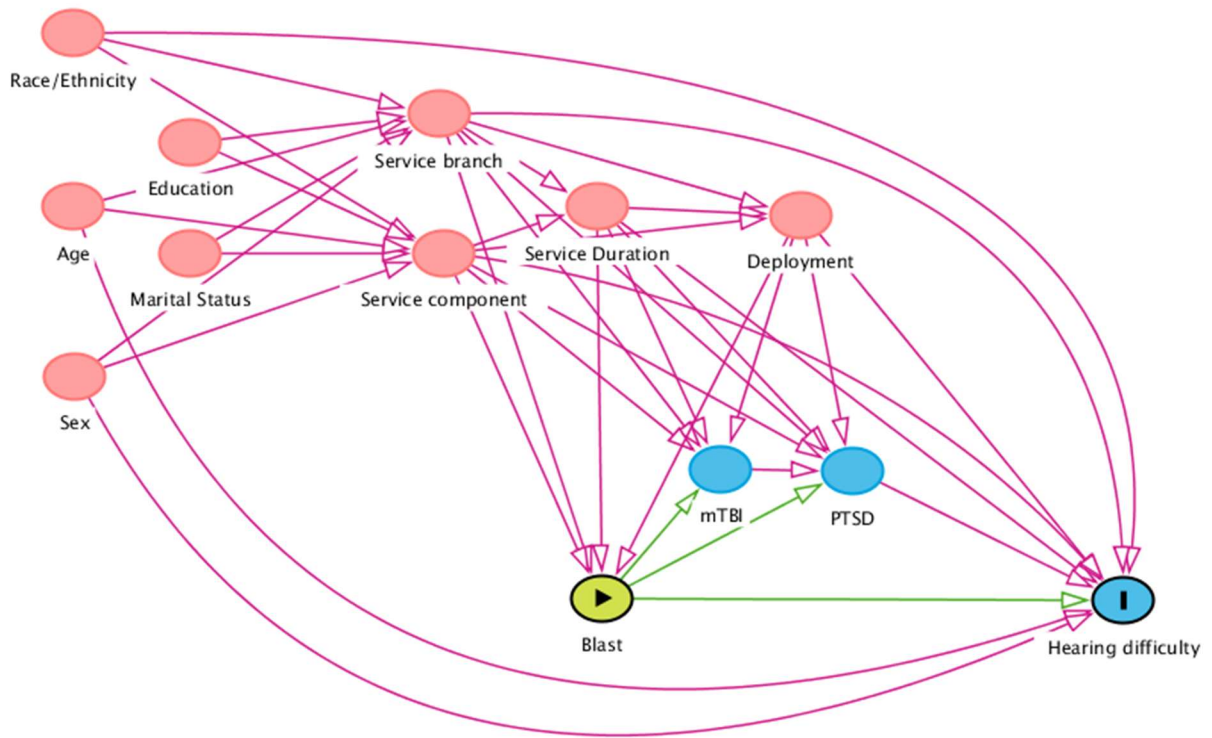 Race/Ethnicity
Service branch
Education
Age
Service Duration
Deployment
Marital Status
Service component
Sex
mTBI
PTSD
Blast
Hearing difficulty